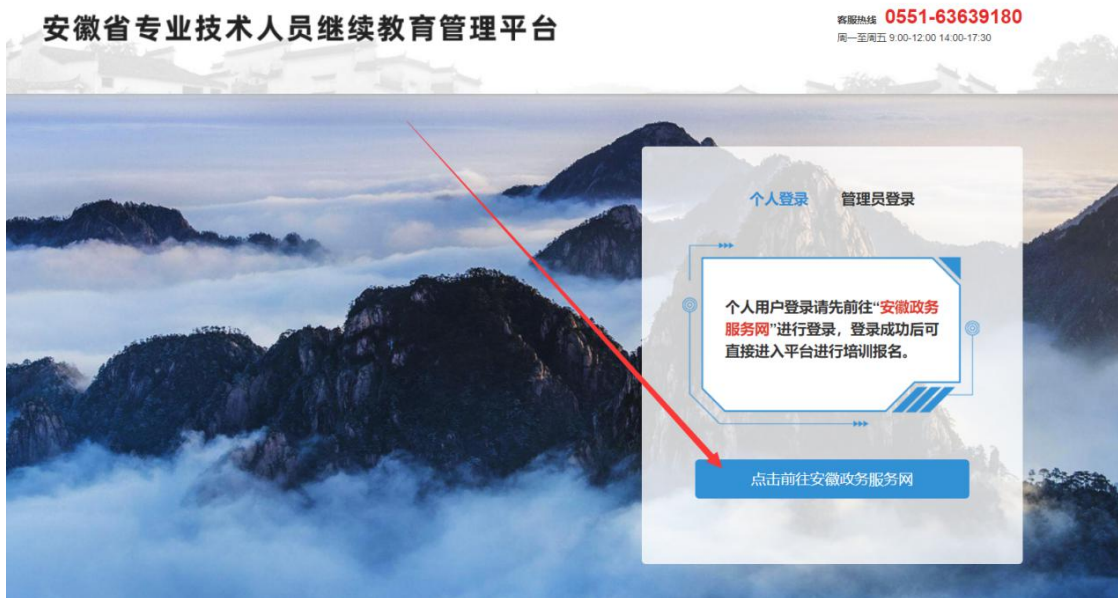 安徽省专业技术人员继续教育管理平台
客服热线 0551-63639180
周一至周五 9:00-12:00 14:00-17:30
个人登录 管理员登录
个人用户登录请先前往“安徽政务
服务网”进行登录，登录成功后可
直接进入平台进行培训报名。
点击前往安徽政务服务网